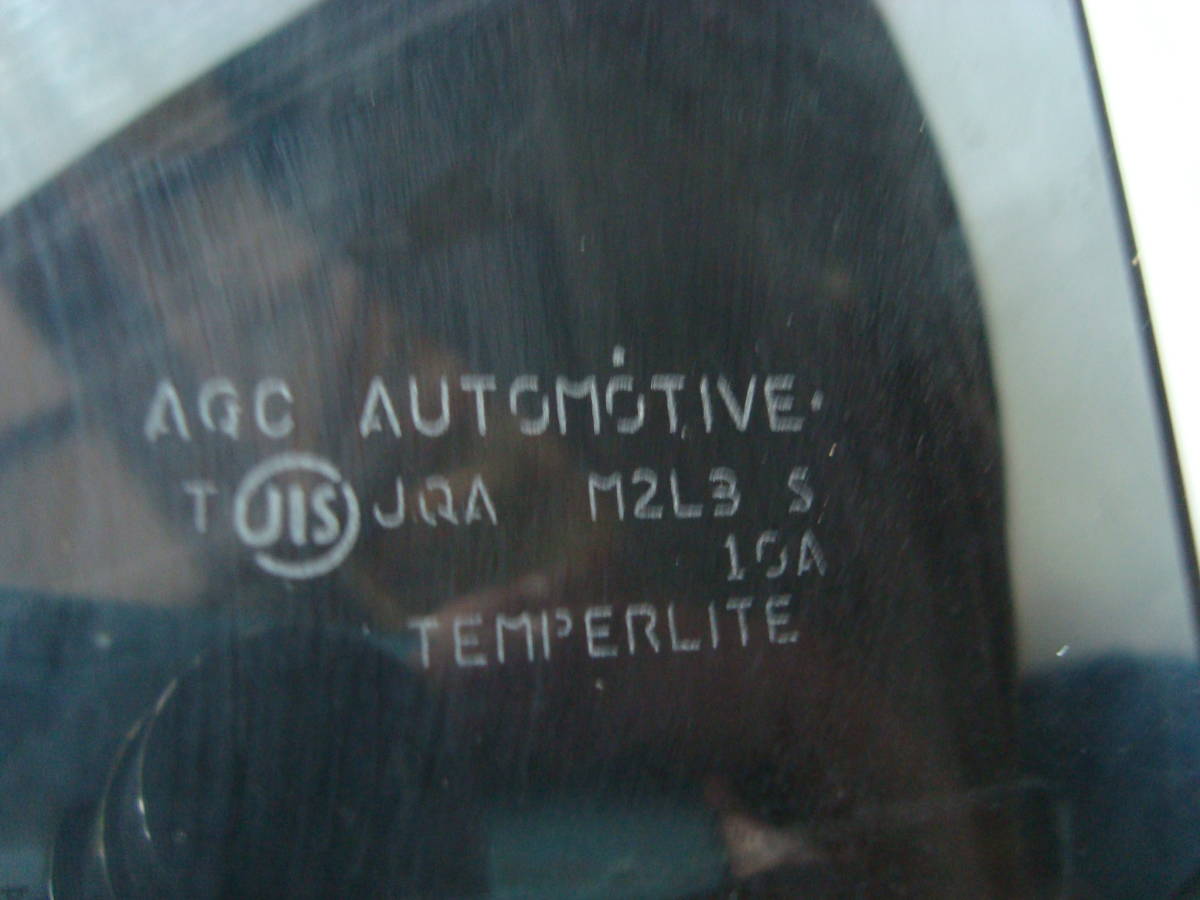 AGC AUTOMOTIVE
T JIS JQA M2L3 S
10A
TEMPERLITE